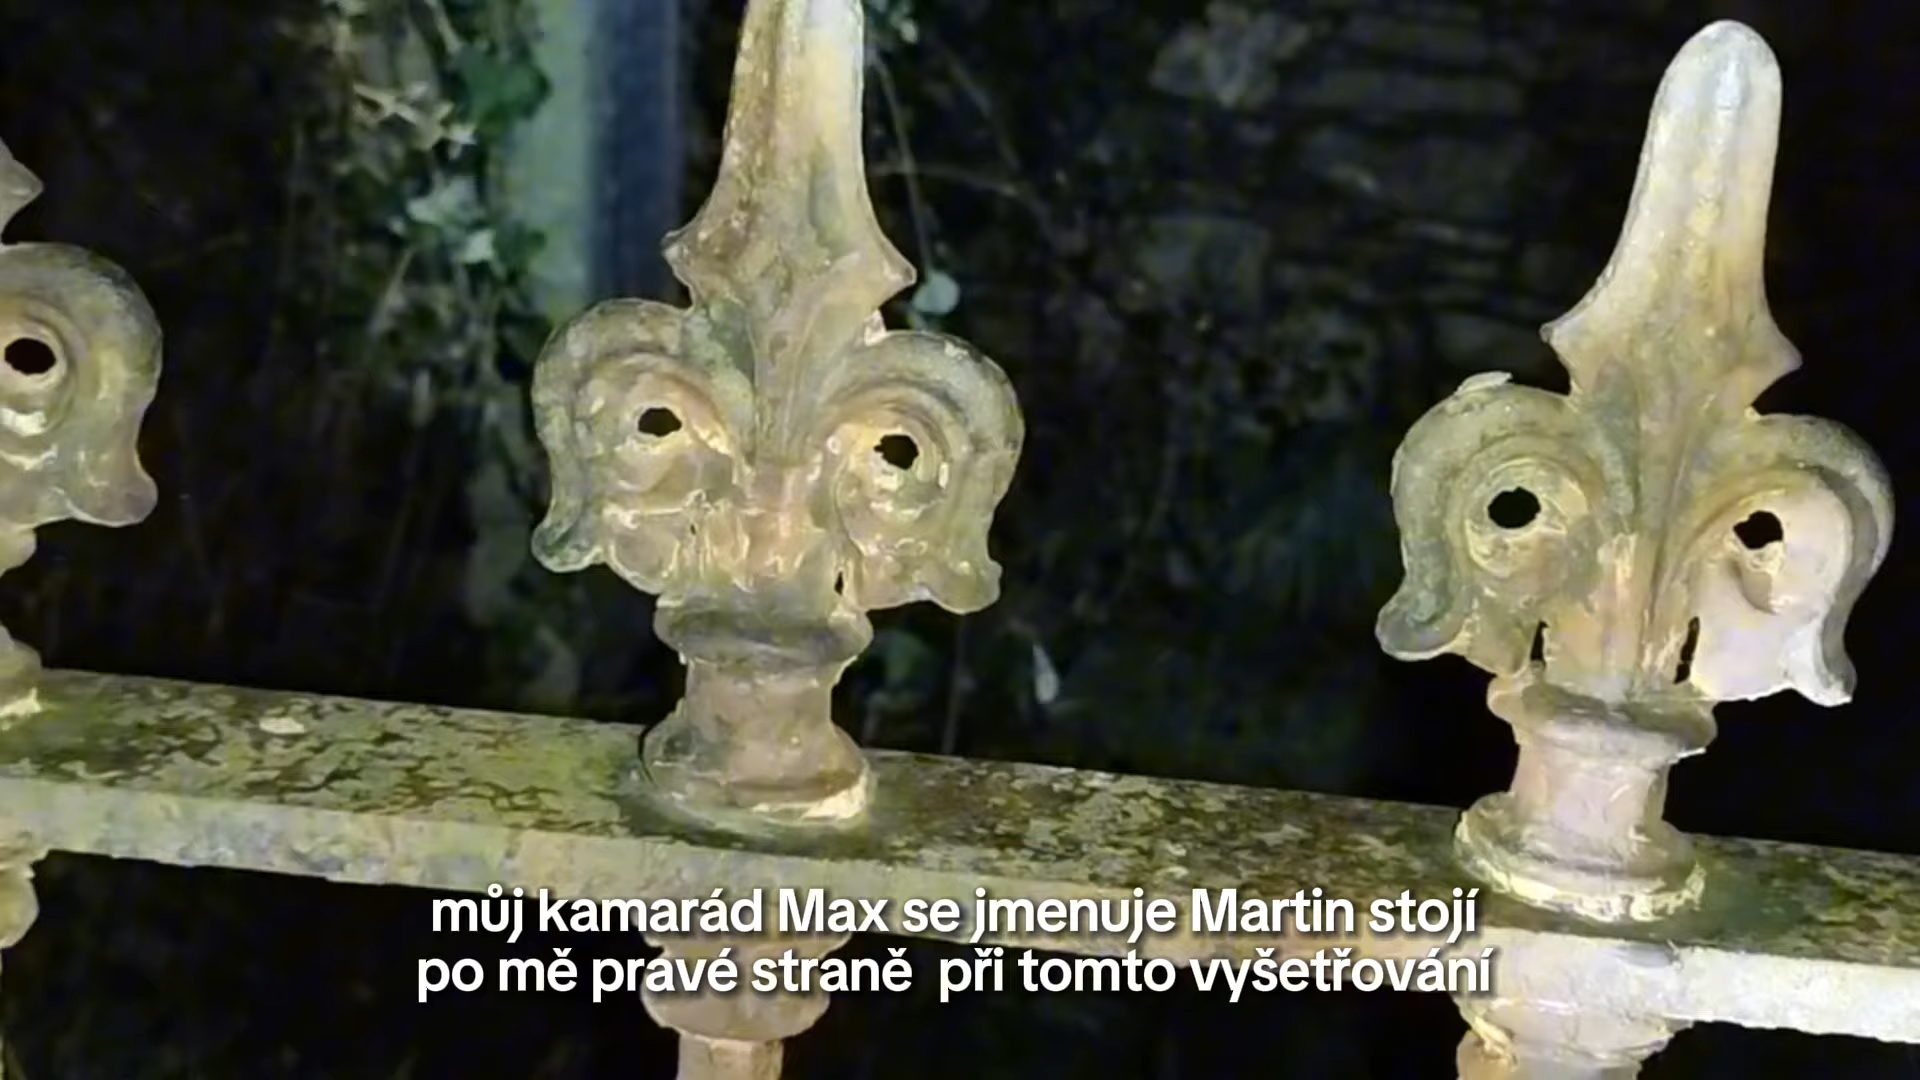 můj kamarád Max se jmenuje Martin stojí
po mě pravé straně  při tomto vyšetřování